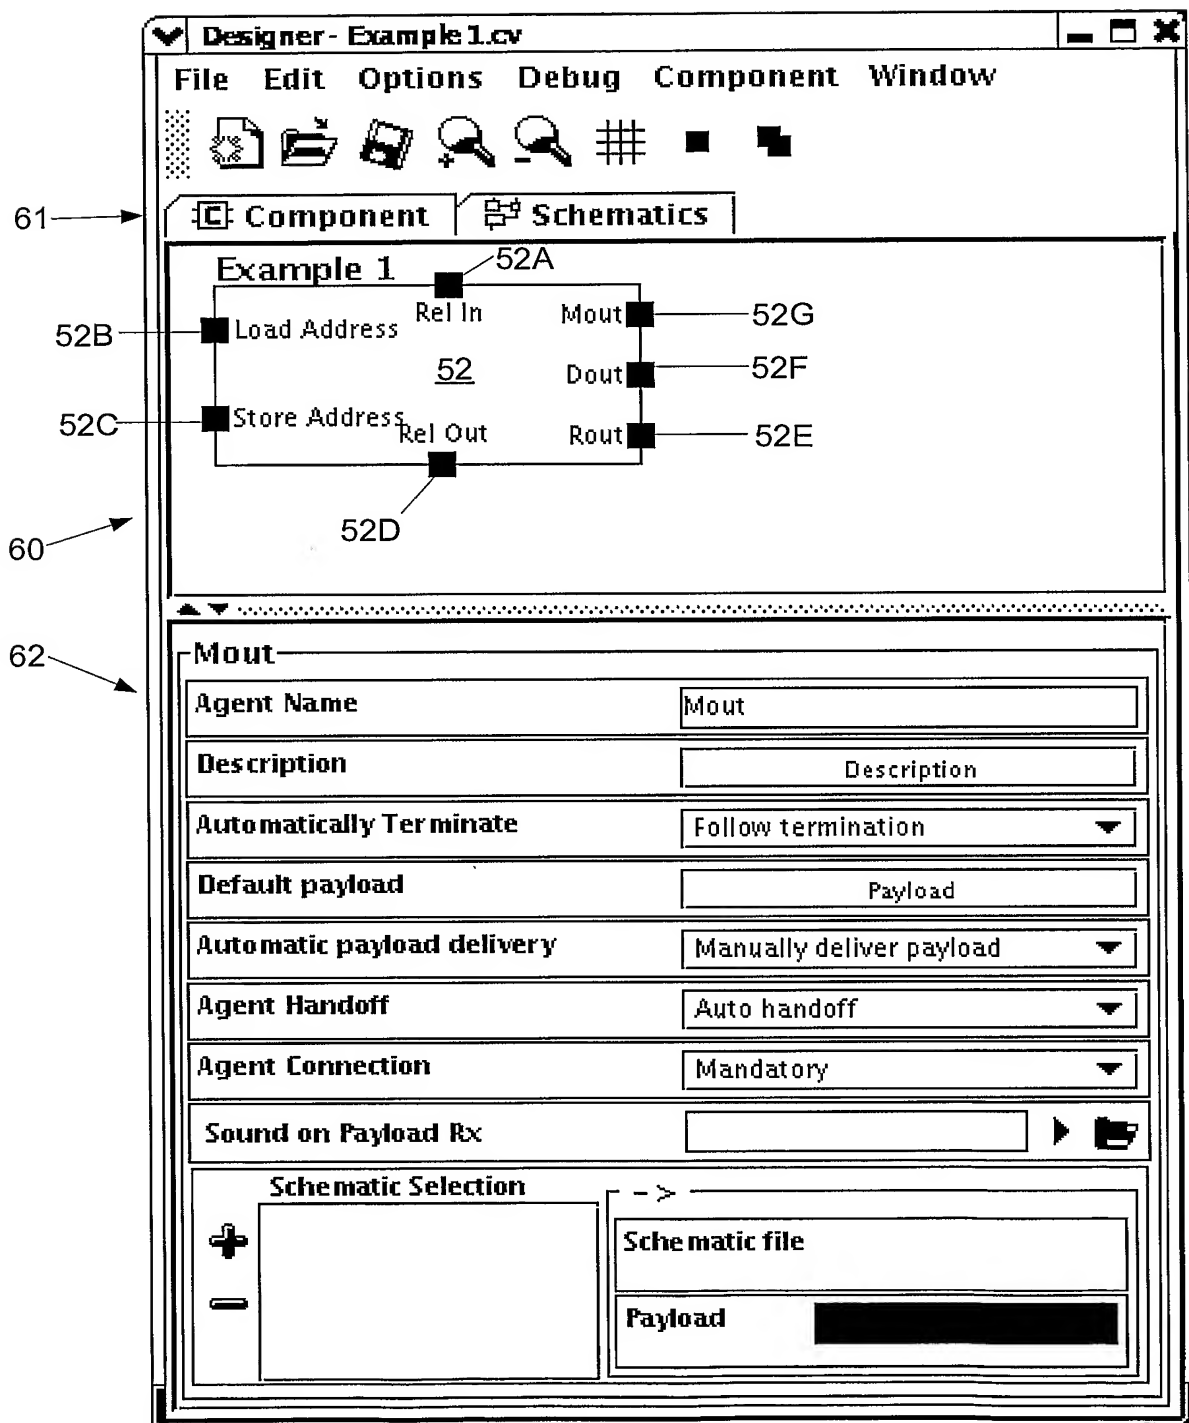 Designer - Example 1.cv
File Edit Options Debug Component Window
61
C Component Schematics
Example 1
52A
Rel In
Mout
52G
52B
Load Address
52
Dout
52F
52C
Store Address
Rel Out
Rout
52E
52D
60
62
Mout
Agent Name Mout
Description Description
Automatically Terminate Follow termination
Default payload Payload
Automatic payload delivery Manually deliver payload
Agent Handoff Auto handoff
Agent Connection Mandatory
Sound on Payload Rx
Schematic Selection
-->
Schematic file
Payload